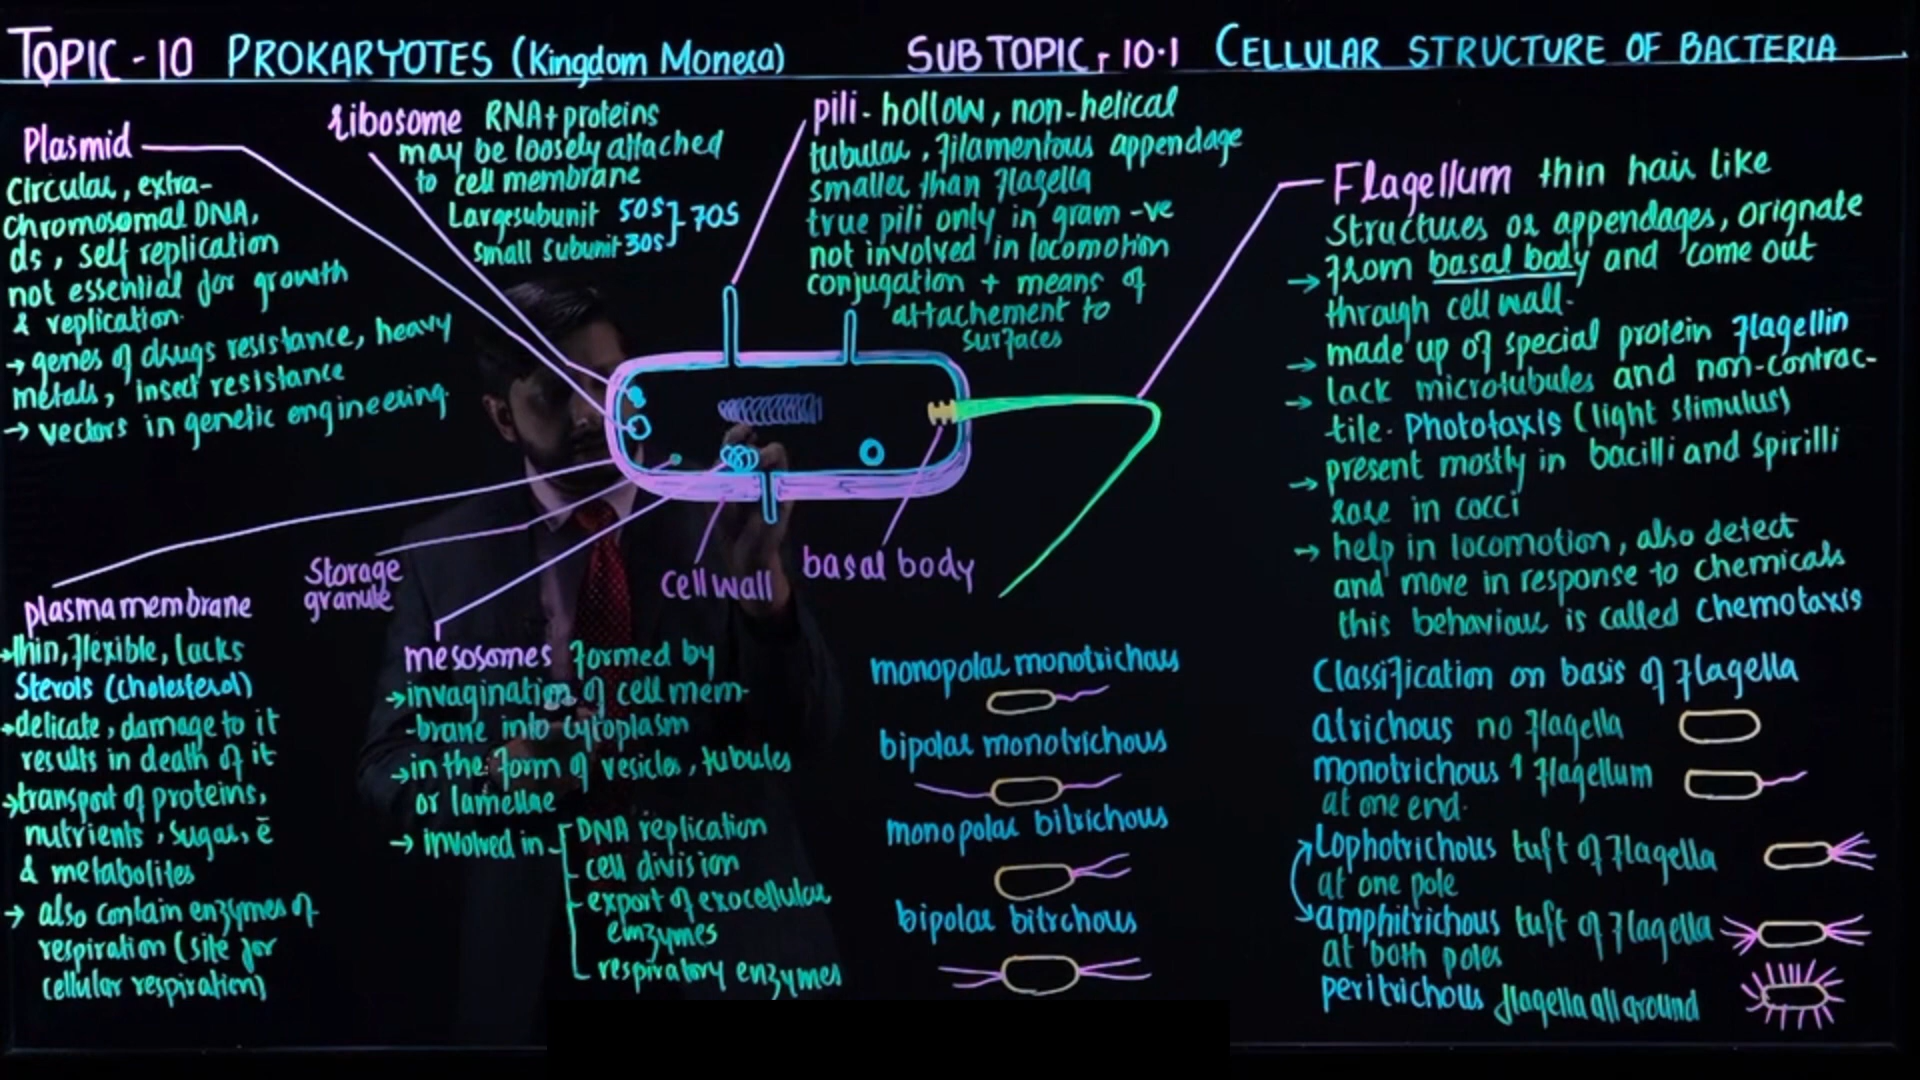 TOPIC - 10 PROKARYOTES (Kingdom Monera) SUB TOPIC - 10.1 CELLULAR STRUCTURE OF BACTERIA
Plasmid
Circular, extra-
chromosomal DNA,
ds, self replication
not essential for growth
& replication.
→ genes of drugs resistance, heavy
metals, insect resistance
→ vectors in genetic engineering.
ribosome RNA + proteins
may be loosely attached
to cell membrane
Large subunit 50S
small subunit 30S
70S
pili - hollow, non-helical
tubular, filamentous appendage
smaller than flagella
true pili only in gram -ve
not involved in locomotion
conjugation + means of
attachement to
surfaces
Flagellum thin hair like
structures or appendages, orignate
→ from basal body and come out
through cell wall.
→ made up of special protein flagellin
→ lack microtubules and non-contrac-
-tile. Phototaxis (light stimulus)
→ present mostly in bacilli and spirilli
rare in cocci
→ help in locomotion, also detect
and move in response to chemicals
this behaviour is called chemotaxis
plasma membrane
→ thin, flexible, lacks
Sterols (cholesterol)
→ delicate, damage to it
results in death of it
→ transport of proteins,
nutrients, sugar, ē
& metabolites
→ also contain enzymes of
respiration (site for
cellular respiration)
Storage
granule
cell wall
basal body
mesosomes formed by
→ invagination of cell mem-
-brane into cytoplasm
→ in the form of vesicles, tubules
or lamellae
→ involved in
DNA replication
cell division
export of exocellular
enzymes
respiratory enzymes
monopolar monotrichous
bipolar monotrichous
monopolar bitrichous
bipolar bitrchous
Classification on basis of flagella
atrichous no flagella
monotrichous 1 flagellum
at one end.
Lophotrichous tuft of flagella
at one pole
amphitrichous tuft of flagella
at both poles
peritrichous flagella all around